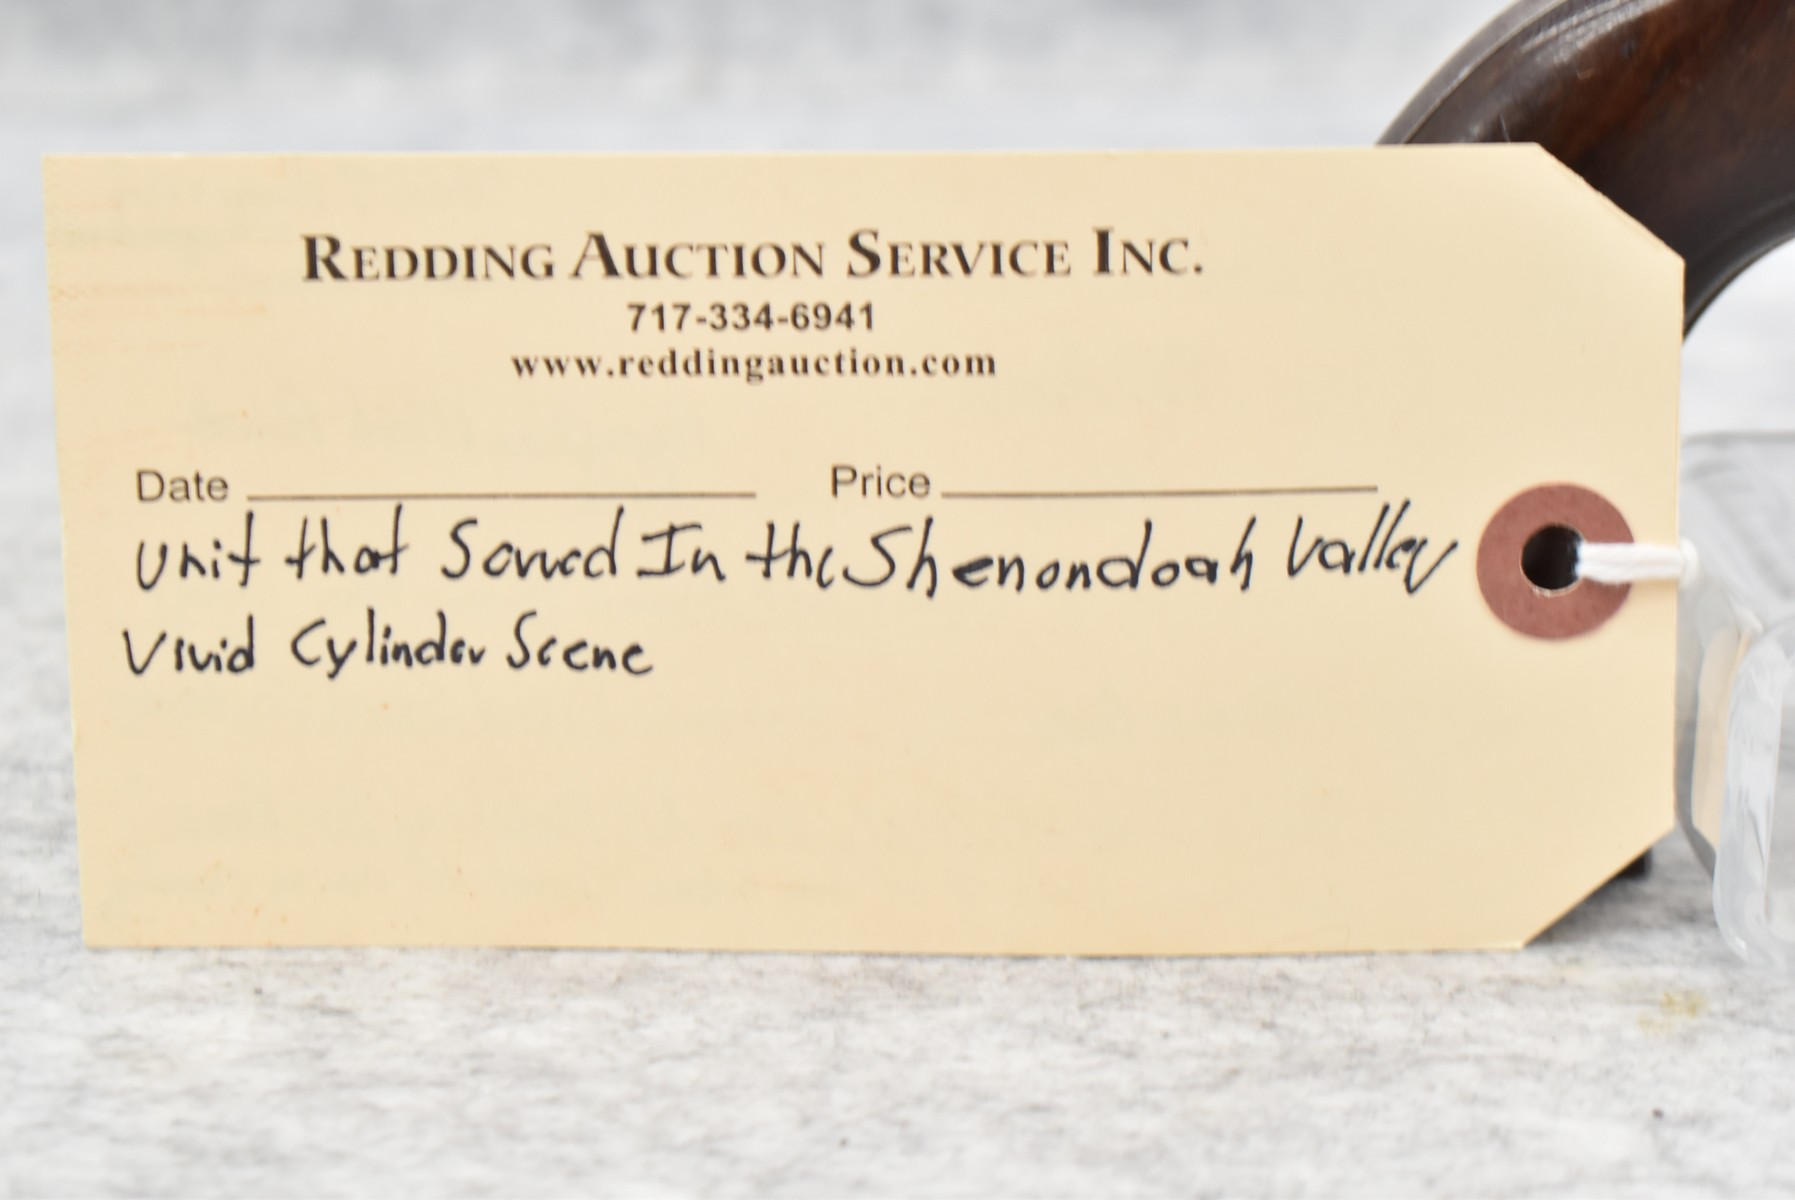 REDDING AUCTION SERVICE INC.
717-334-6941
www.reddingauction.com
Date Price
Unit that Served In the Shenondoah Valley
Vivid Cylinder Scene